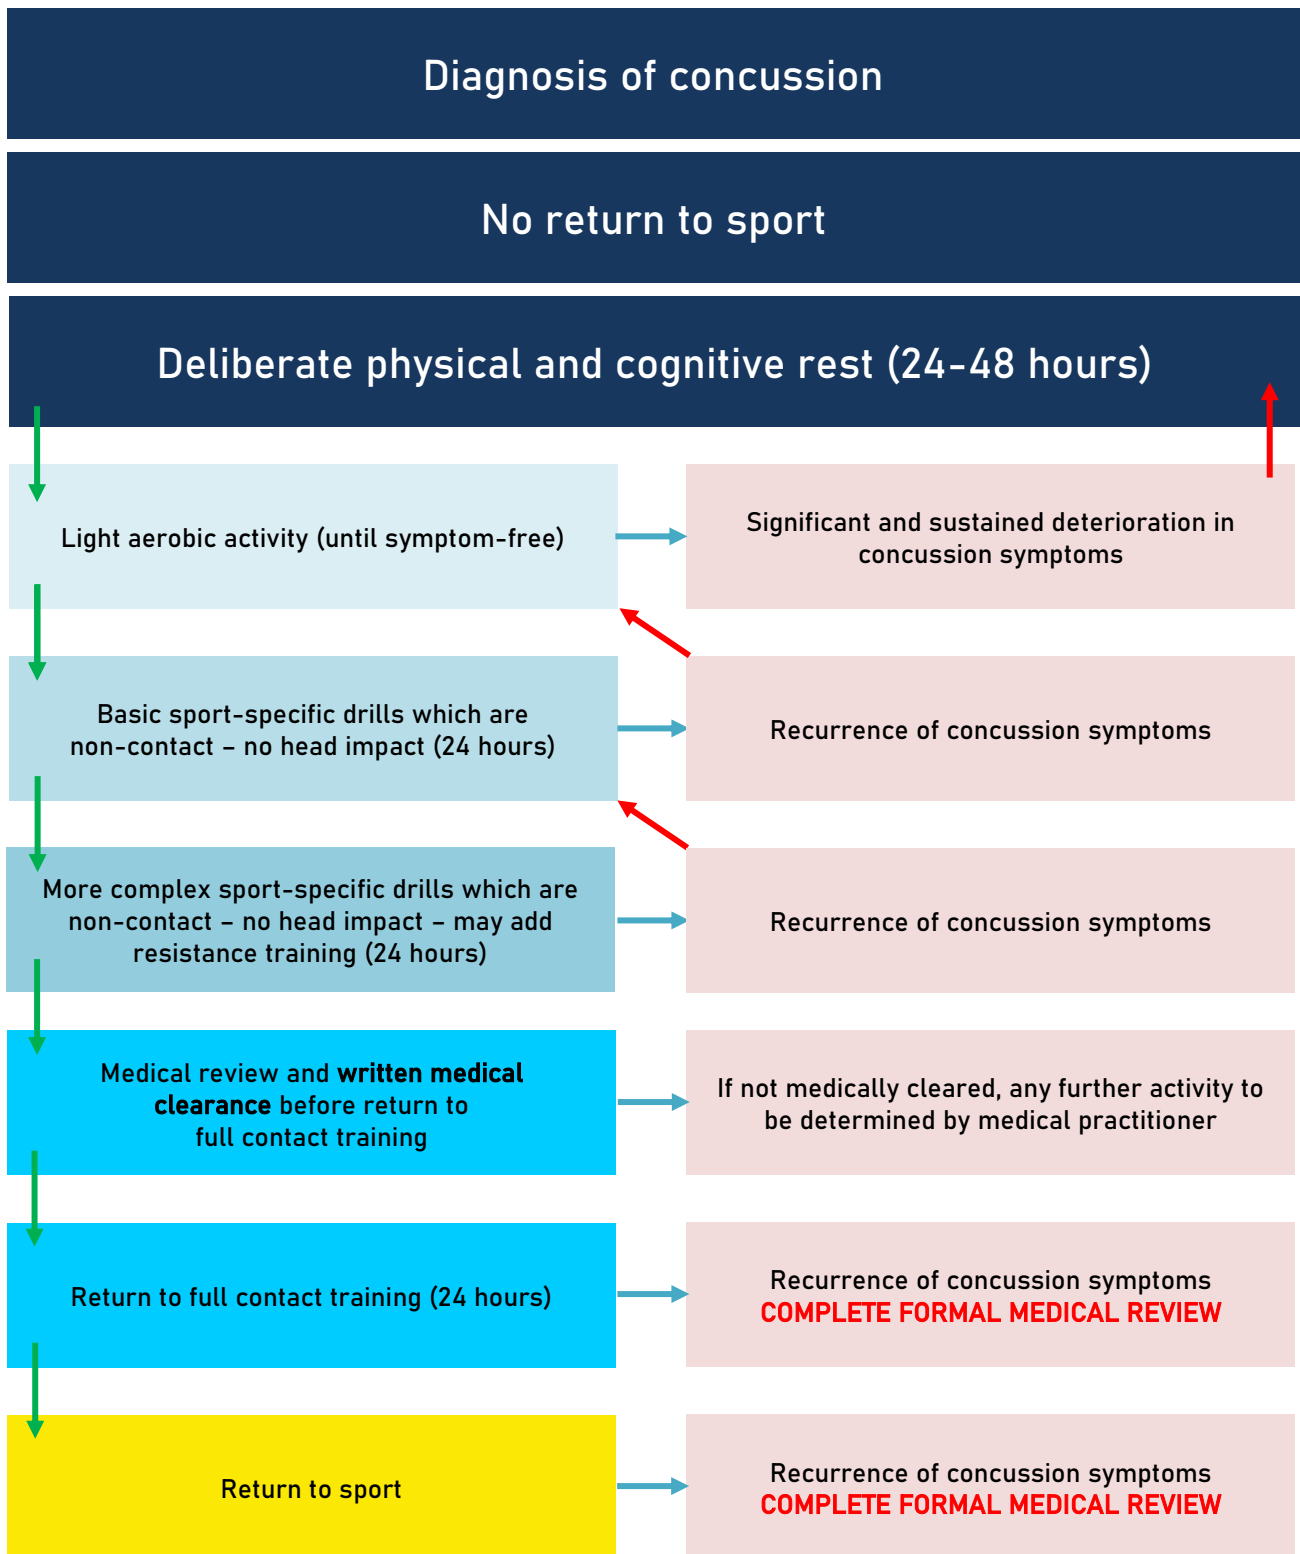 Diagnosis of concussion
No return to sport
Deliberate physical and cognitive rest (24-48 hours)
Light aerobic activity (until symptom-free)
Significant and sustained deterioration in
concussion symptoms
Basic sport-specific drills which are
non-contact – no head impact (24 hours)
Recurrence of concussion symptoms
More complex sport-specific drills which are
non-contact – no head impact – may add
resistance training (24 hours)
Recurrence of concussion symptoms
Medical review and written medical
clearance before return to
full contact training
If not medically cleared, any further activity to
be determined by medical practitioner
Return to full contact training (24 hours)
Recurrence of concussion symptoms
COMPLETE FORMAL MEDICAL REVIEW
Return to sport
Recurrence of concussion symptoms
COMPLETE FORMAL MEDICAL REVIEW